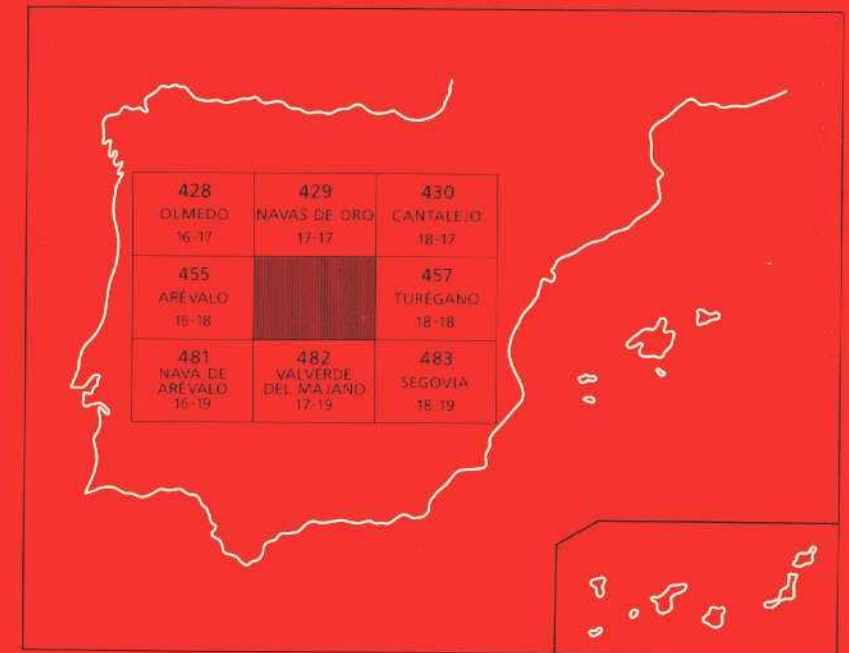 428
OLMEDO
16-17
429
NAVAS DE ORO
17-17
430
CANTALEJO
18-17
455
ARÉVALO
16-18
457
TURÉGANO
18-18
481
NAVA DE
ARÉVALO
16-19
482
VALVERDE
DEL MAJANO
17-19
483
SEGOVIA
18-19